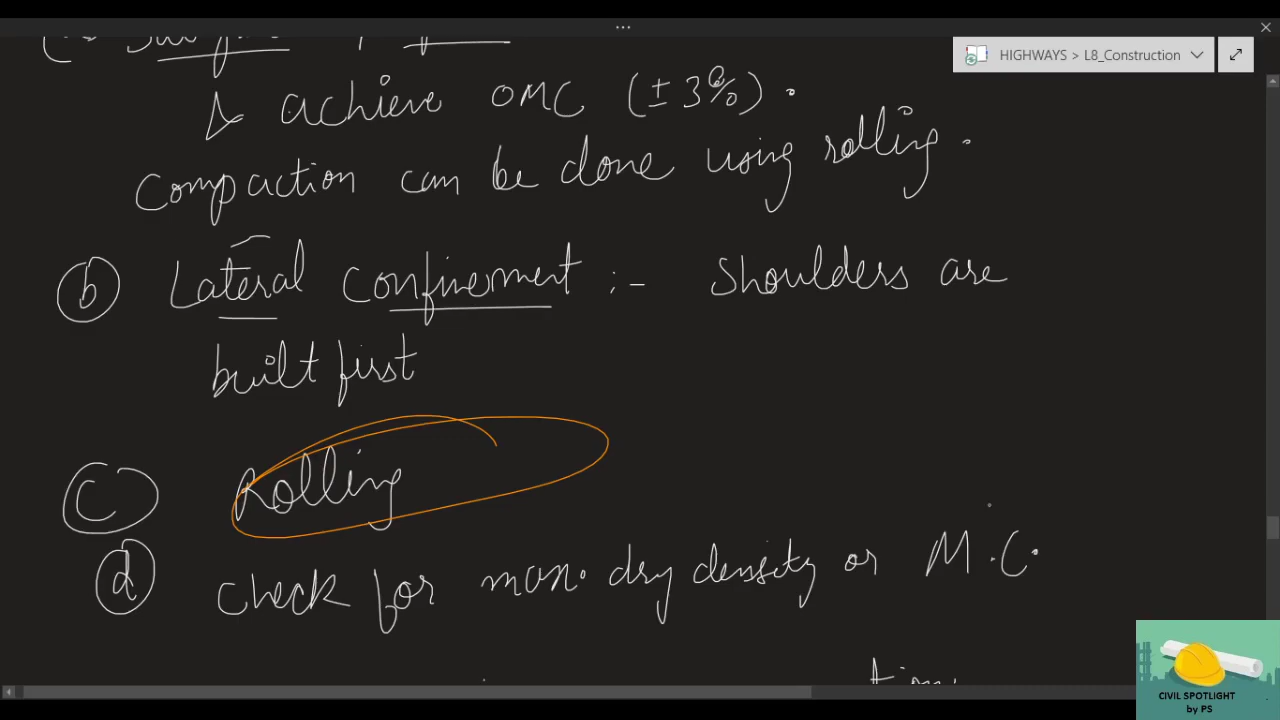 HIGHWAYS > L8_Construction
achieve OMC (± 3%).
Compaction can be done using rolling.
(b) Lateral Confinement :- Shoulders are
built first
(c) Rolling
(d) check for max. dry density or M.C.
CIVIL SPOTLIGHT
by PS